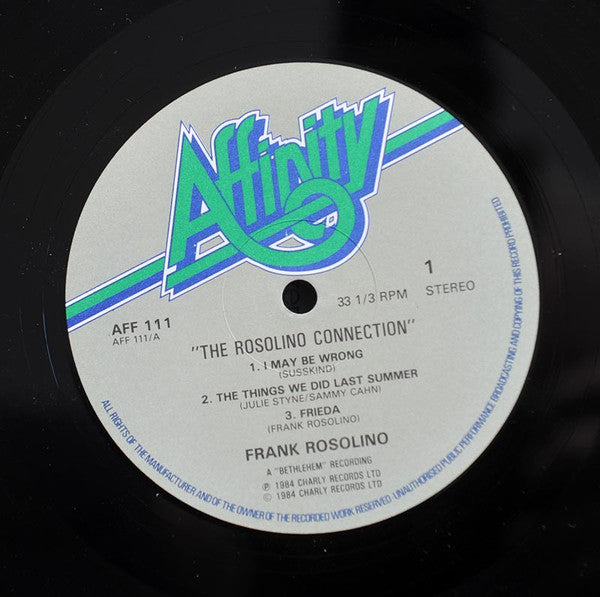 Affinity
AFF 111
AFF 111/A
33 1/3 RPM
1
STEREO
"THE ROSOLINO CONNECTION"
1. I MAY BE WRONG
(SUSSKIND)
2. THE THINGS WE DID LAST SUMMER
(JULIE STYNE/SAMMY CAHN)
3. FRIEDA
(FRANK ROSOLINO)
FRANK ROSOLINO
A "BETHLEHEM" RECORDING
℗ 1984 CHARLY RECORDS LTD
© 1984 CHARLY RECORDS LTD
ALL RIGHTS OF THE MANUFACTURER AND OF THE OWNER OF THE RECORDED WORK RESERVED. UNAUTHORISED PUBLIC PERFORMANCE BROADCASTING AND COPYING OF THIS RECORD PROHIBITED